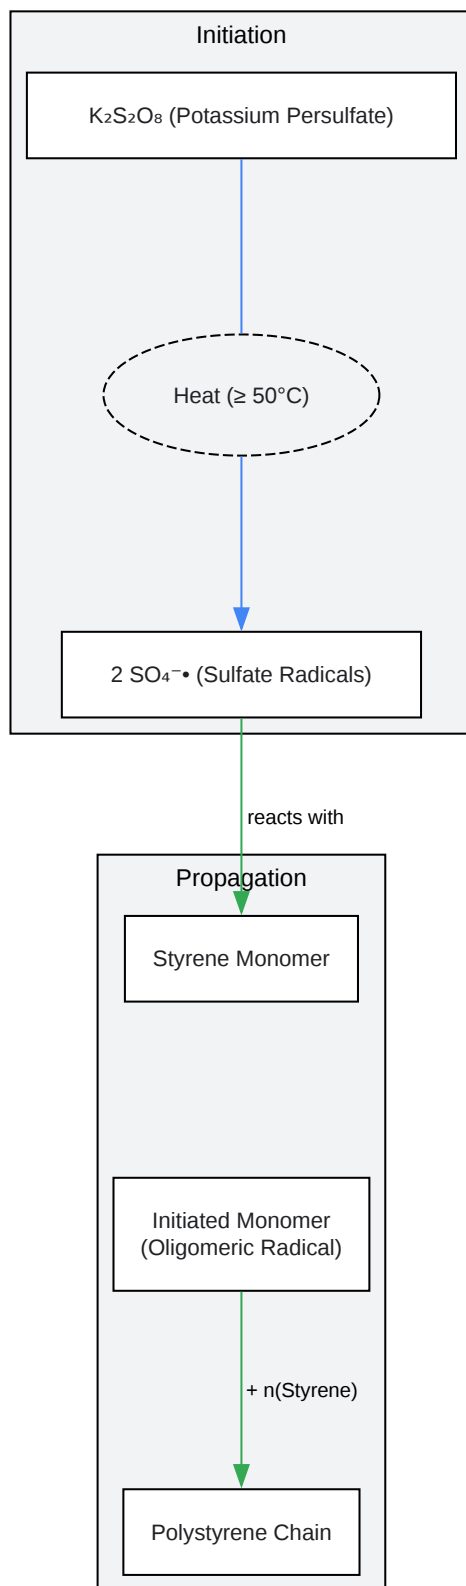 Initiation
K₂S₂O₈ (Potassium Persulfate)
Heat (≥ 50°C)
2 SO₄⁻• (Sulfate Radicals)
reacts with
Propagation
Styrene Monomer
Initiated Monomer
(Oligomeric Radical)
+ n(Styrene)
Polystyrene Chain